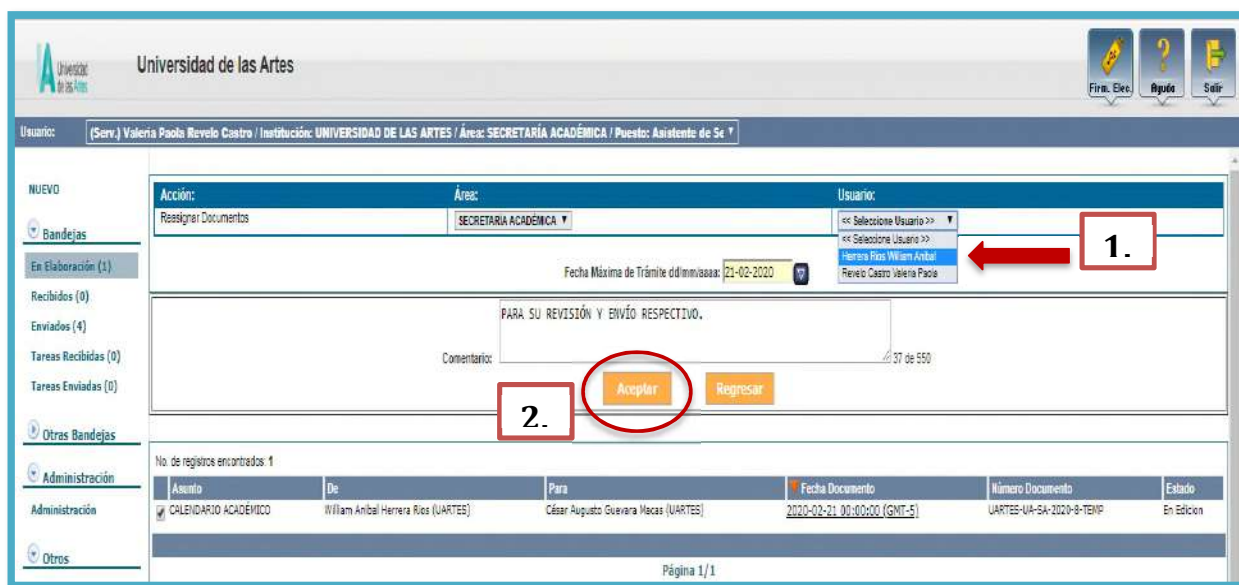 Universidad
de las Artes
Universidad de las Artes
Firm. Elec.
Ayuda
Salir
Usuario:
(Serv.) Valeria Paola Revelo Castro / Institución: UNIVERSIDAD DE LAS ARTES / Área: SECRETARÍA ACADÉMICA / Puesto: Asistente de Se
NUEVO
Bandejas
En Elaboración (1)
Recibidos (0)
Enviados (4)
Tareas Recibidas (0)
Tareas Enviadas (0)
Otras Bandejas
Administración
Administración
Otros
Acción: Área: Usuario:
Reasignar Documentos SECRETARIA ACADÉMICA << Seleccione Usuario >>
<< Seleccione Usuario >>
Herrera Rios William Anibal
Revelo Castro Valeria Paola
1.
Fecha Máxima de Trámite dd/mm/aaaa: 21-02-2020
PARA SU REVISIÓN Y ENVÍO RESPECTIVO.
Comentario: 37 de 550
Aceptar Regresar
2.
No. de registros encontrados: 1
Asunto De Para Fecha Documento Número Documento Estado
CALENDARIO ACADÉMICO William Anibal Herrera Rios (UARTES) César Augusto Guevara Macas (UARTES) 2020-02-21 00:00:00 (GMT-5) UARTES-UA-SA-2020-8-TEMP En Edicion
Página 1/1